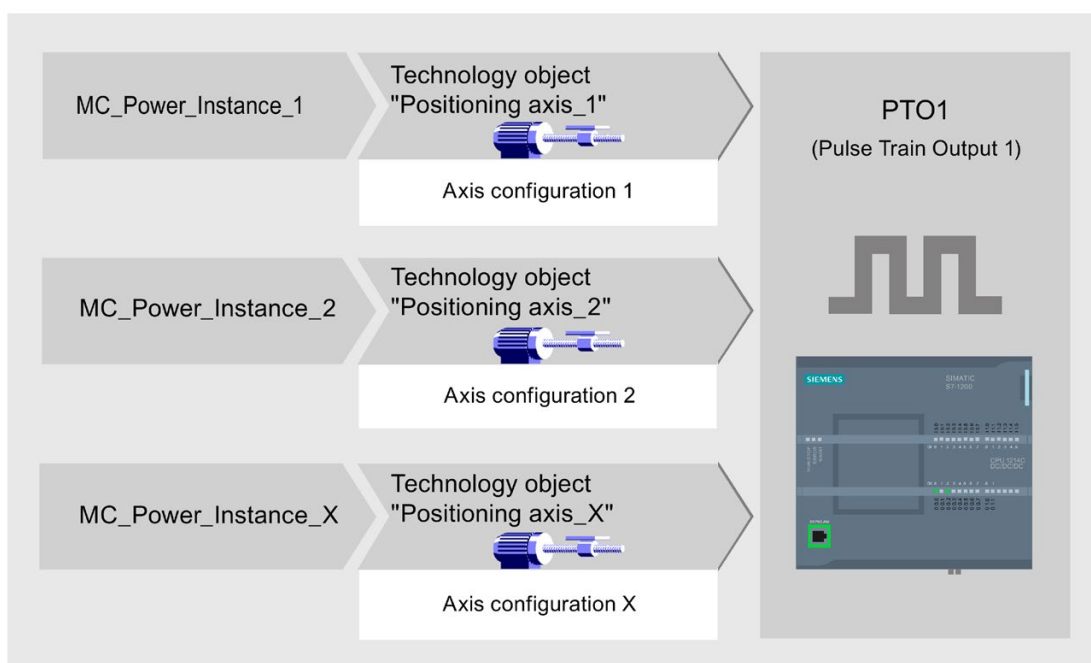 MC_Power_Instance_1
Technology object
"Positioning axis_1"
Axis configuration 1
MC_Power_Instance_2
Technology object
"Positioning axis_2"
Axis configuration 2
MC_Power_Instance_X
Technology object
"Positioning axis_X"
Axis configuration X
PTO1
(Pulse Train Output 1)
SIEMENS
SIMATIC
S7-1200
CPU 1214C
DC/DC/DC